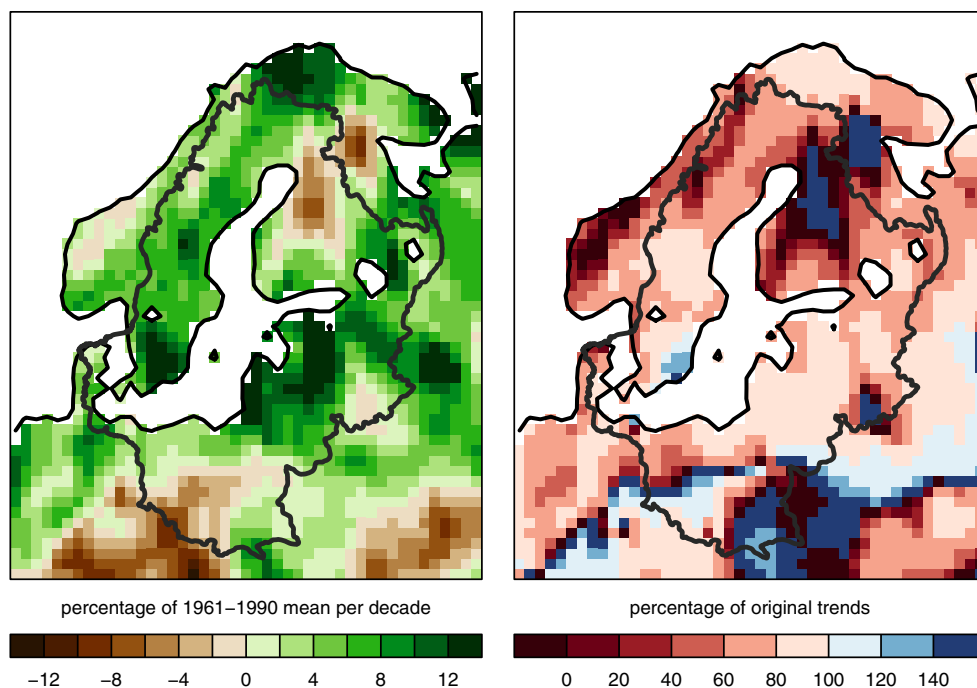 percentage of 1961−1990 mean per decade
−12 −8 −4 0 4 8 12
percentage of original trends
0 20 40 60 80 100 120 140